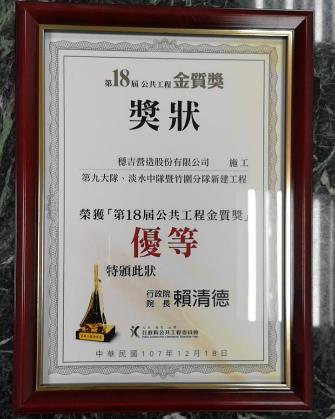 第18屆 公共工程 金質獎
獎狀
穩吉營造股份有限公司 施工
第九大隊、淡水中隊暨竹圍分隊新建工程
榮獲「第18屆公共工程金質獎」
優等
特頒此狀
行政院
院長 賴清德
行政院公共工程委員會
中華民國107年12月18日